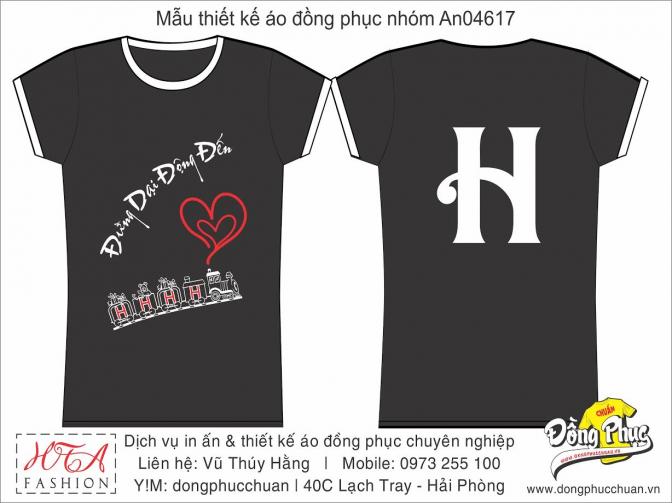 Mẫu thiết kế áo đồng phục nhóm An04617
Đừng Dại Động Đến
H H H H
H
HTA
FASHION
Dịch vụ in ấn & thiết kế áo đồng phục chuyên nghiệp
Liên hệ: Vũ Thúy Hằng | Mobile: 0973 255 100
Y!M: dongphucchuan | 40C Lạch Tray - Hải Phòng
CHUẨN
Đồng Phục
www.dongphucchuan.vn